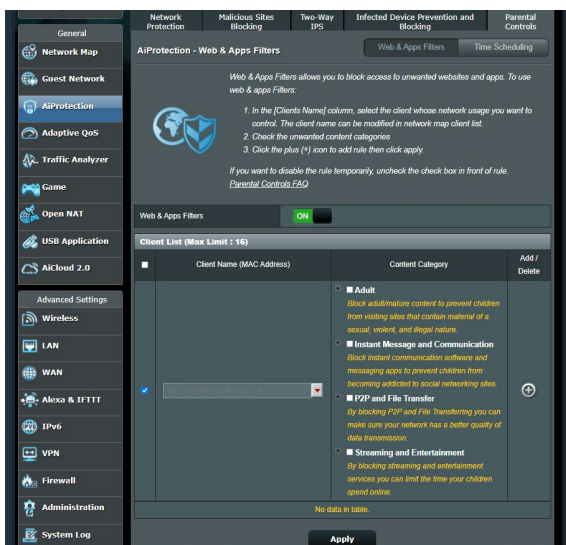 Network Protection
Malicious Sites Blocking
Two-Way IPS
Infected Device Prevention and Blocking
Parental Controls
General
Network Map
Guest Network
AiProtection
Adaptive QoS
Traffic Analyzer
Game
Open NAT
USB Application
AiCloud 2.0
Advanced Settings
Wireless
LAN
WAN
Alexa & IFTTT
IPv6
VPN
Firewall
Administration
System Log
AiProtection - Web & Apps Filters
Web & Apps Filters
Time Scheduling
Web & Apps Filters allows you to block access to unwanted websites and apps. To use
web & apps Filters:
1. In the [Clients Name] column, select the client whose network usage you want to
control. The client name can be modified in network map client list.
2. Check the unwanted content categories
3. Click the plus (+) icon to add rule then click apply.
If you want to disable the rule temporarily, uncheck the check box in front of rule.
Parental Controls FAQ
Web & Apps Filters
ON
Client List (Max Limit : 16)
Client Name (MAC Address)
Content Category
Add / Delete
Adult
Block adult/mature content to prevent children
from visiting sites that contain material of a
sexual, violent, and illegal nature.
Instant Message and Communication
Block instant communication software and
messaging apps to prevent children from
becoming addicted to social networking sites.
P2P and File Transfer
By blocking P2P and File Transferring you can
make sure your network has a better quality of
data transmission.
Streaming and Entertainment
By blocking streaming and entertainment
services you can limit the time your children
spend online.
No data in table.
Apply